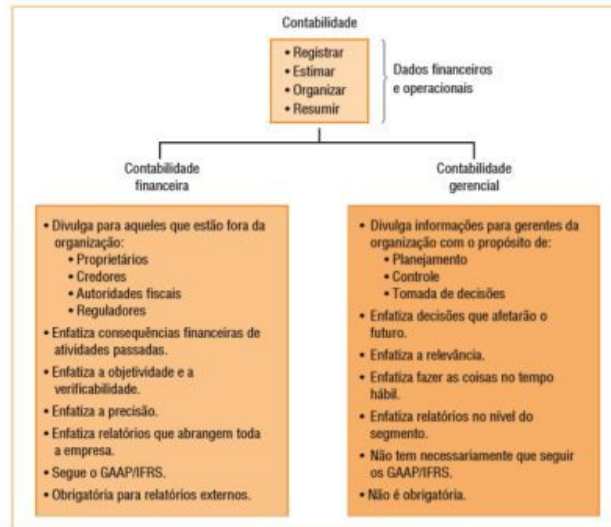 Contabilidade
• Registrar
• Estimar
• Organizar
• Resumir
Dados financeiros
e operacionais
Contabilidade
financeira
• Divulga para aqueles que estão fora da
organização:
• Proprietários
• Credores
• Autoridades fiscais
• Reguladores
• Enfatiza consequências financeiras de
atividades passadas.
• Enfatiza a objetividade e a
verificabilidade.
• Enfatiza a precisão.
• Enfatiza relatórios que abrangem toda
a empresa.
• Segue o GAAP/IFRS.
• Obrigatória para relatórios externos.
Contabilidade
gerencial
• Divulga informações para gerentes da
organização com o propósito de:
• Planejamento
• Controle
• Tomada de decisões
• Enfatiza decisões que afetarão o
futuro.
• Enfatiza a relevância.
• Enfatiza fazer as coisas no tempo
hábil.
• Enfatiza relatórios no nível do
segmento.
• Não tem necessariamente que seguir
os GAAP/IFRS.
• Não é obrigatória.